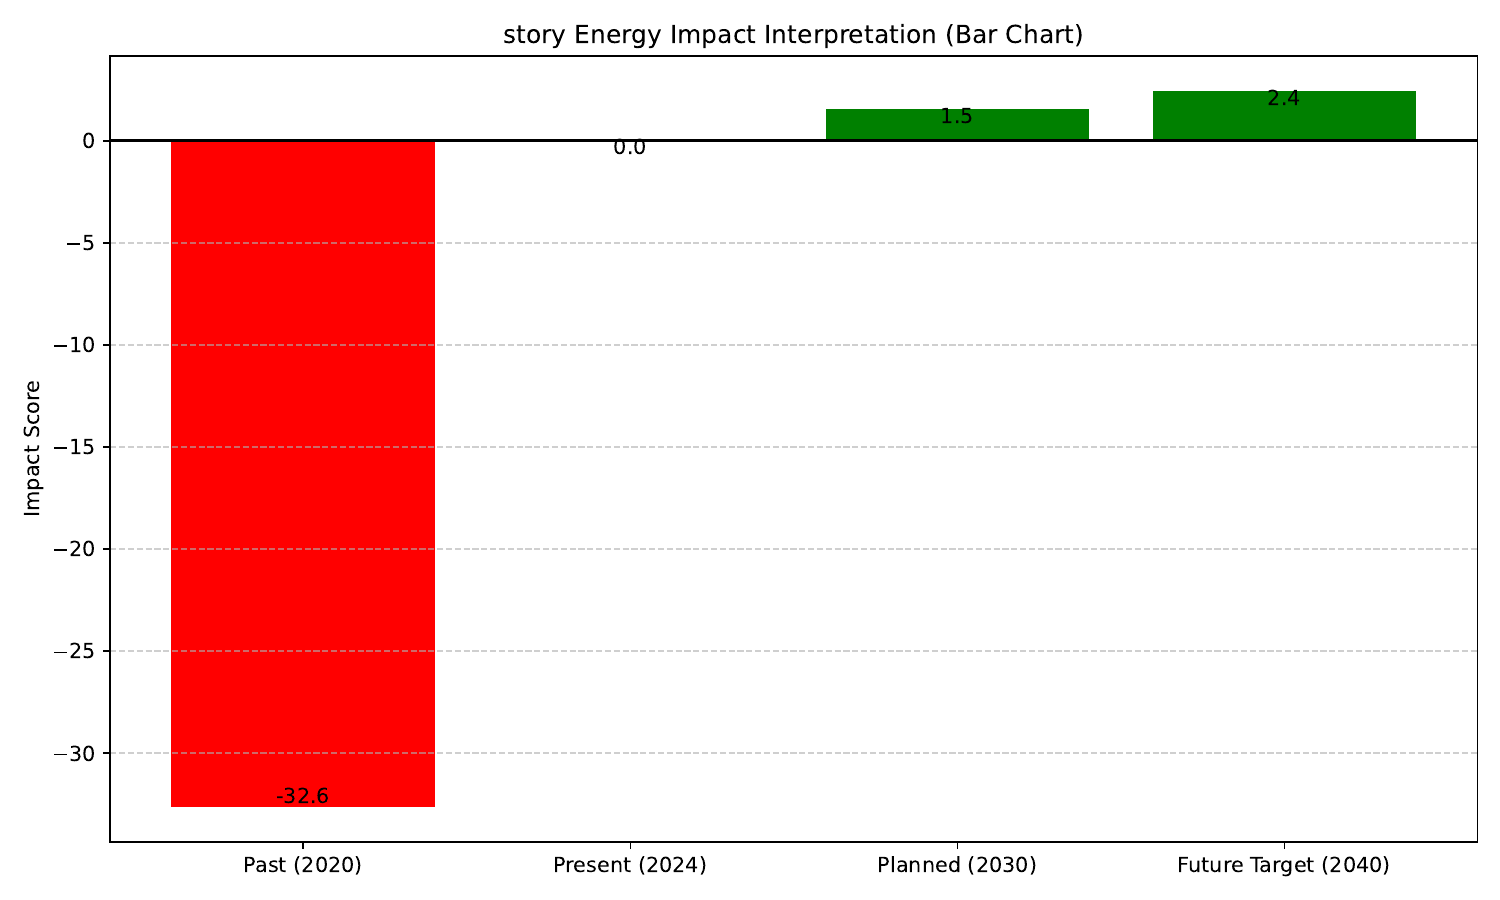 story Energy Impact Interpretation (Bar Chart)
Impact Score
0
−5
−10
−15
−20
−25
−30
-32.6
0.0
1.5
2.4
Past (2020)
Present (2024)
Planned (2030)
Future Target (2040)